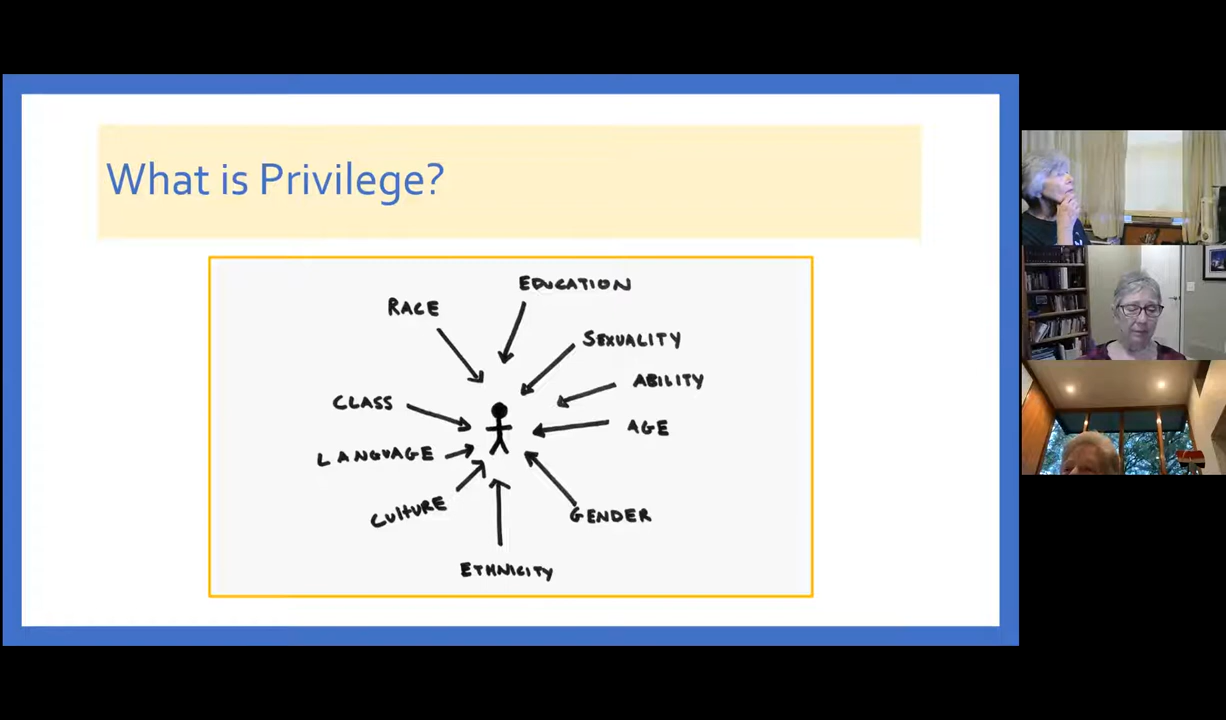 What is Privilege?
EDUCATION
RACE
SEXUALITY
ABILITY
CLASS
AGE
LANGUAGE
CULTURE
GENDER
ETHNICITY